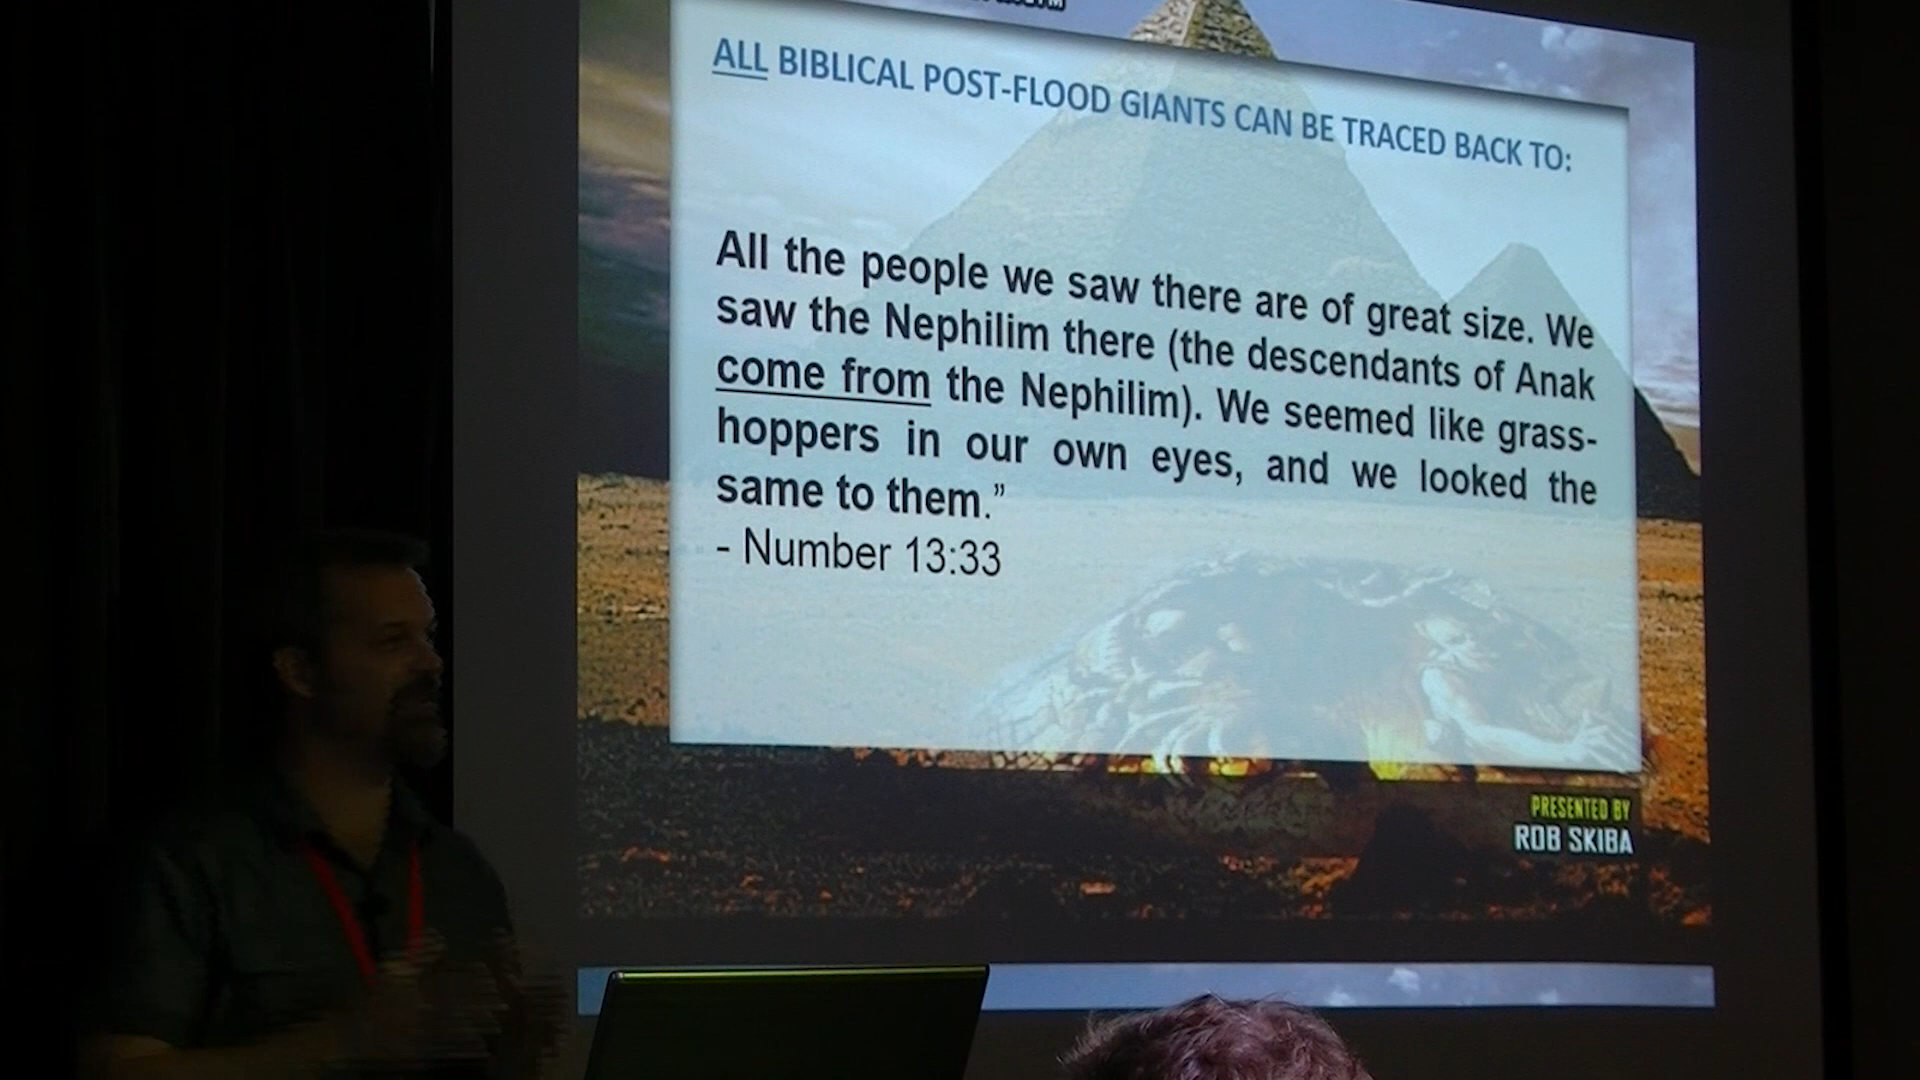 ALL BIBLICAL POST-FLOOD GIANTS CAN BE TRACED BACK TO:
All the people we saw there are of great size. We
saw the Nephilim there (the descendants of Anak
come from the Nephilim). We seemed like grass-
hoppers in our own eyes, and we looked the
same to them.”
- Number 13:33
PRESENTED BY
ROB SKIBA